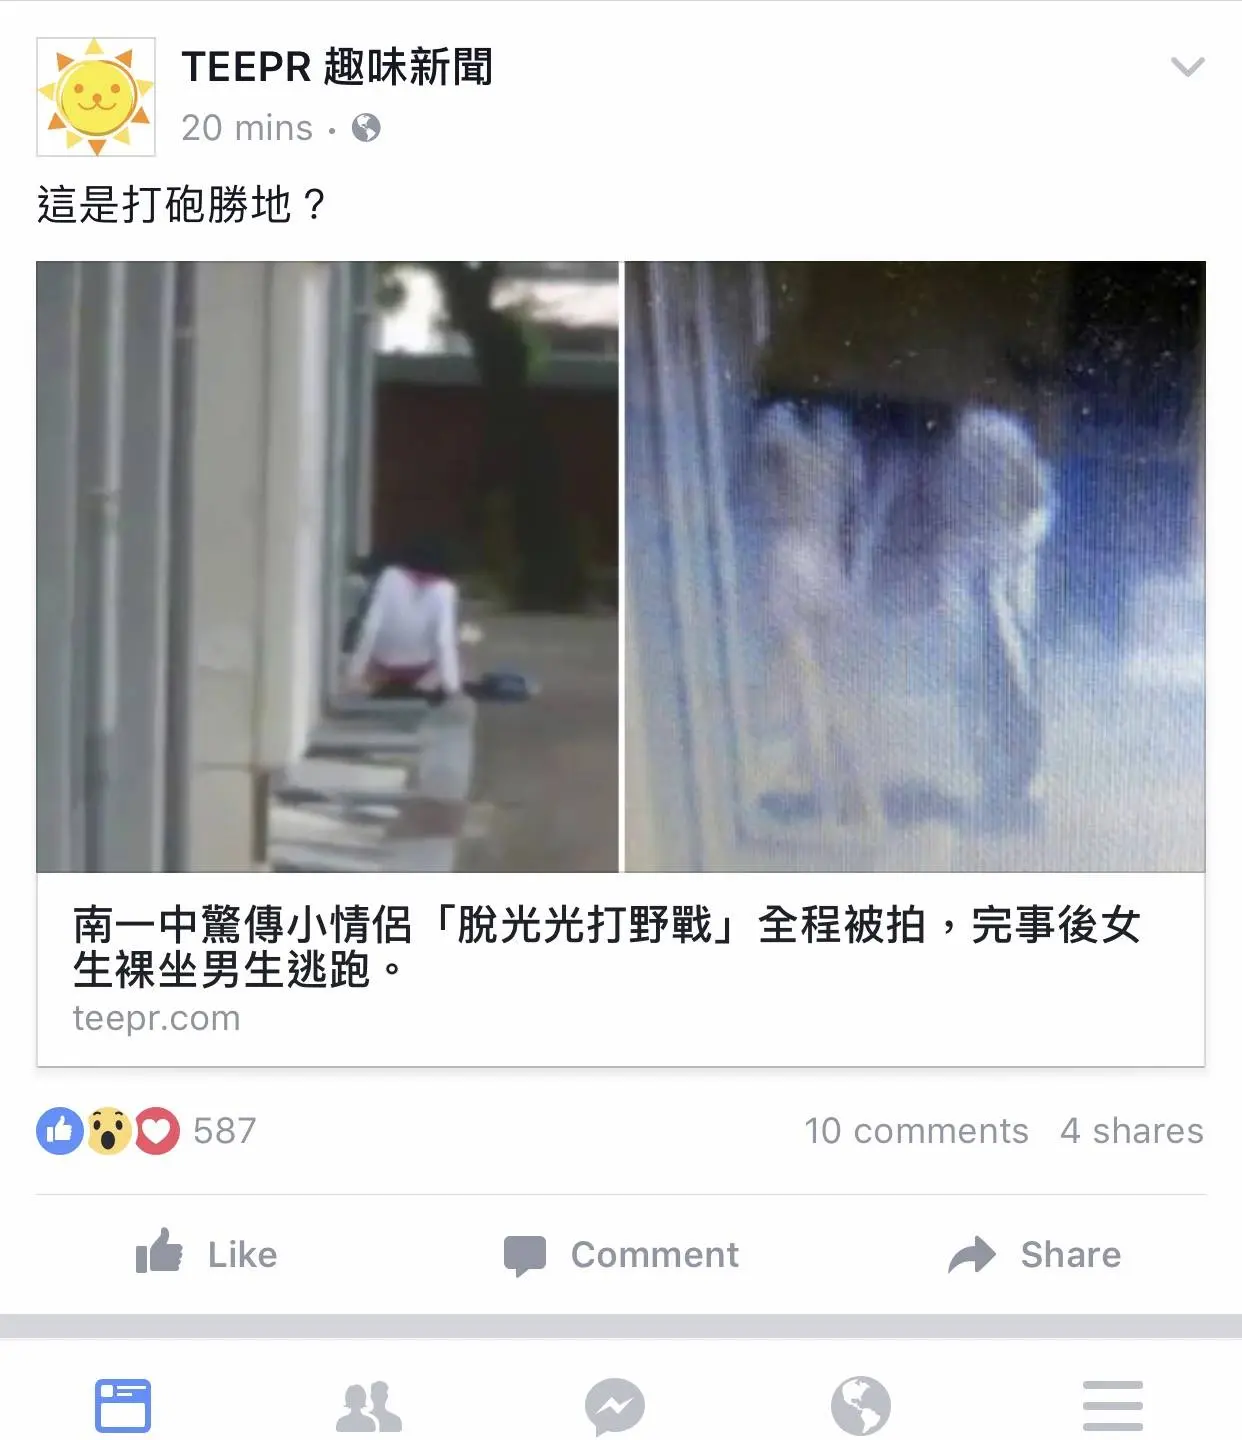 TEEPR 趣味新聞
20 mins ·
這是打砲勝地？
南一中驚傳小情侶「脫光光打野戰」全程被拍，完事後女
生裸坐男生逃跑。
teepr.com
587
10 comments 4 shares
Like Comment Share